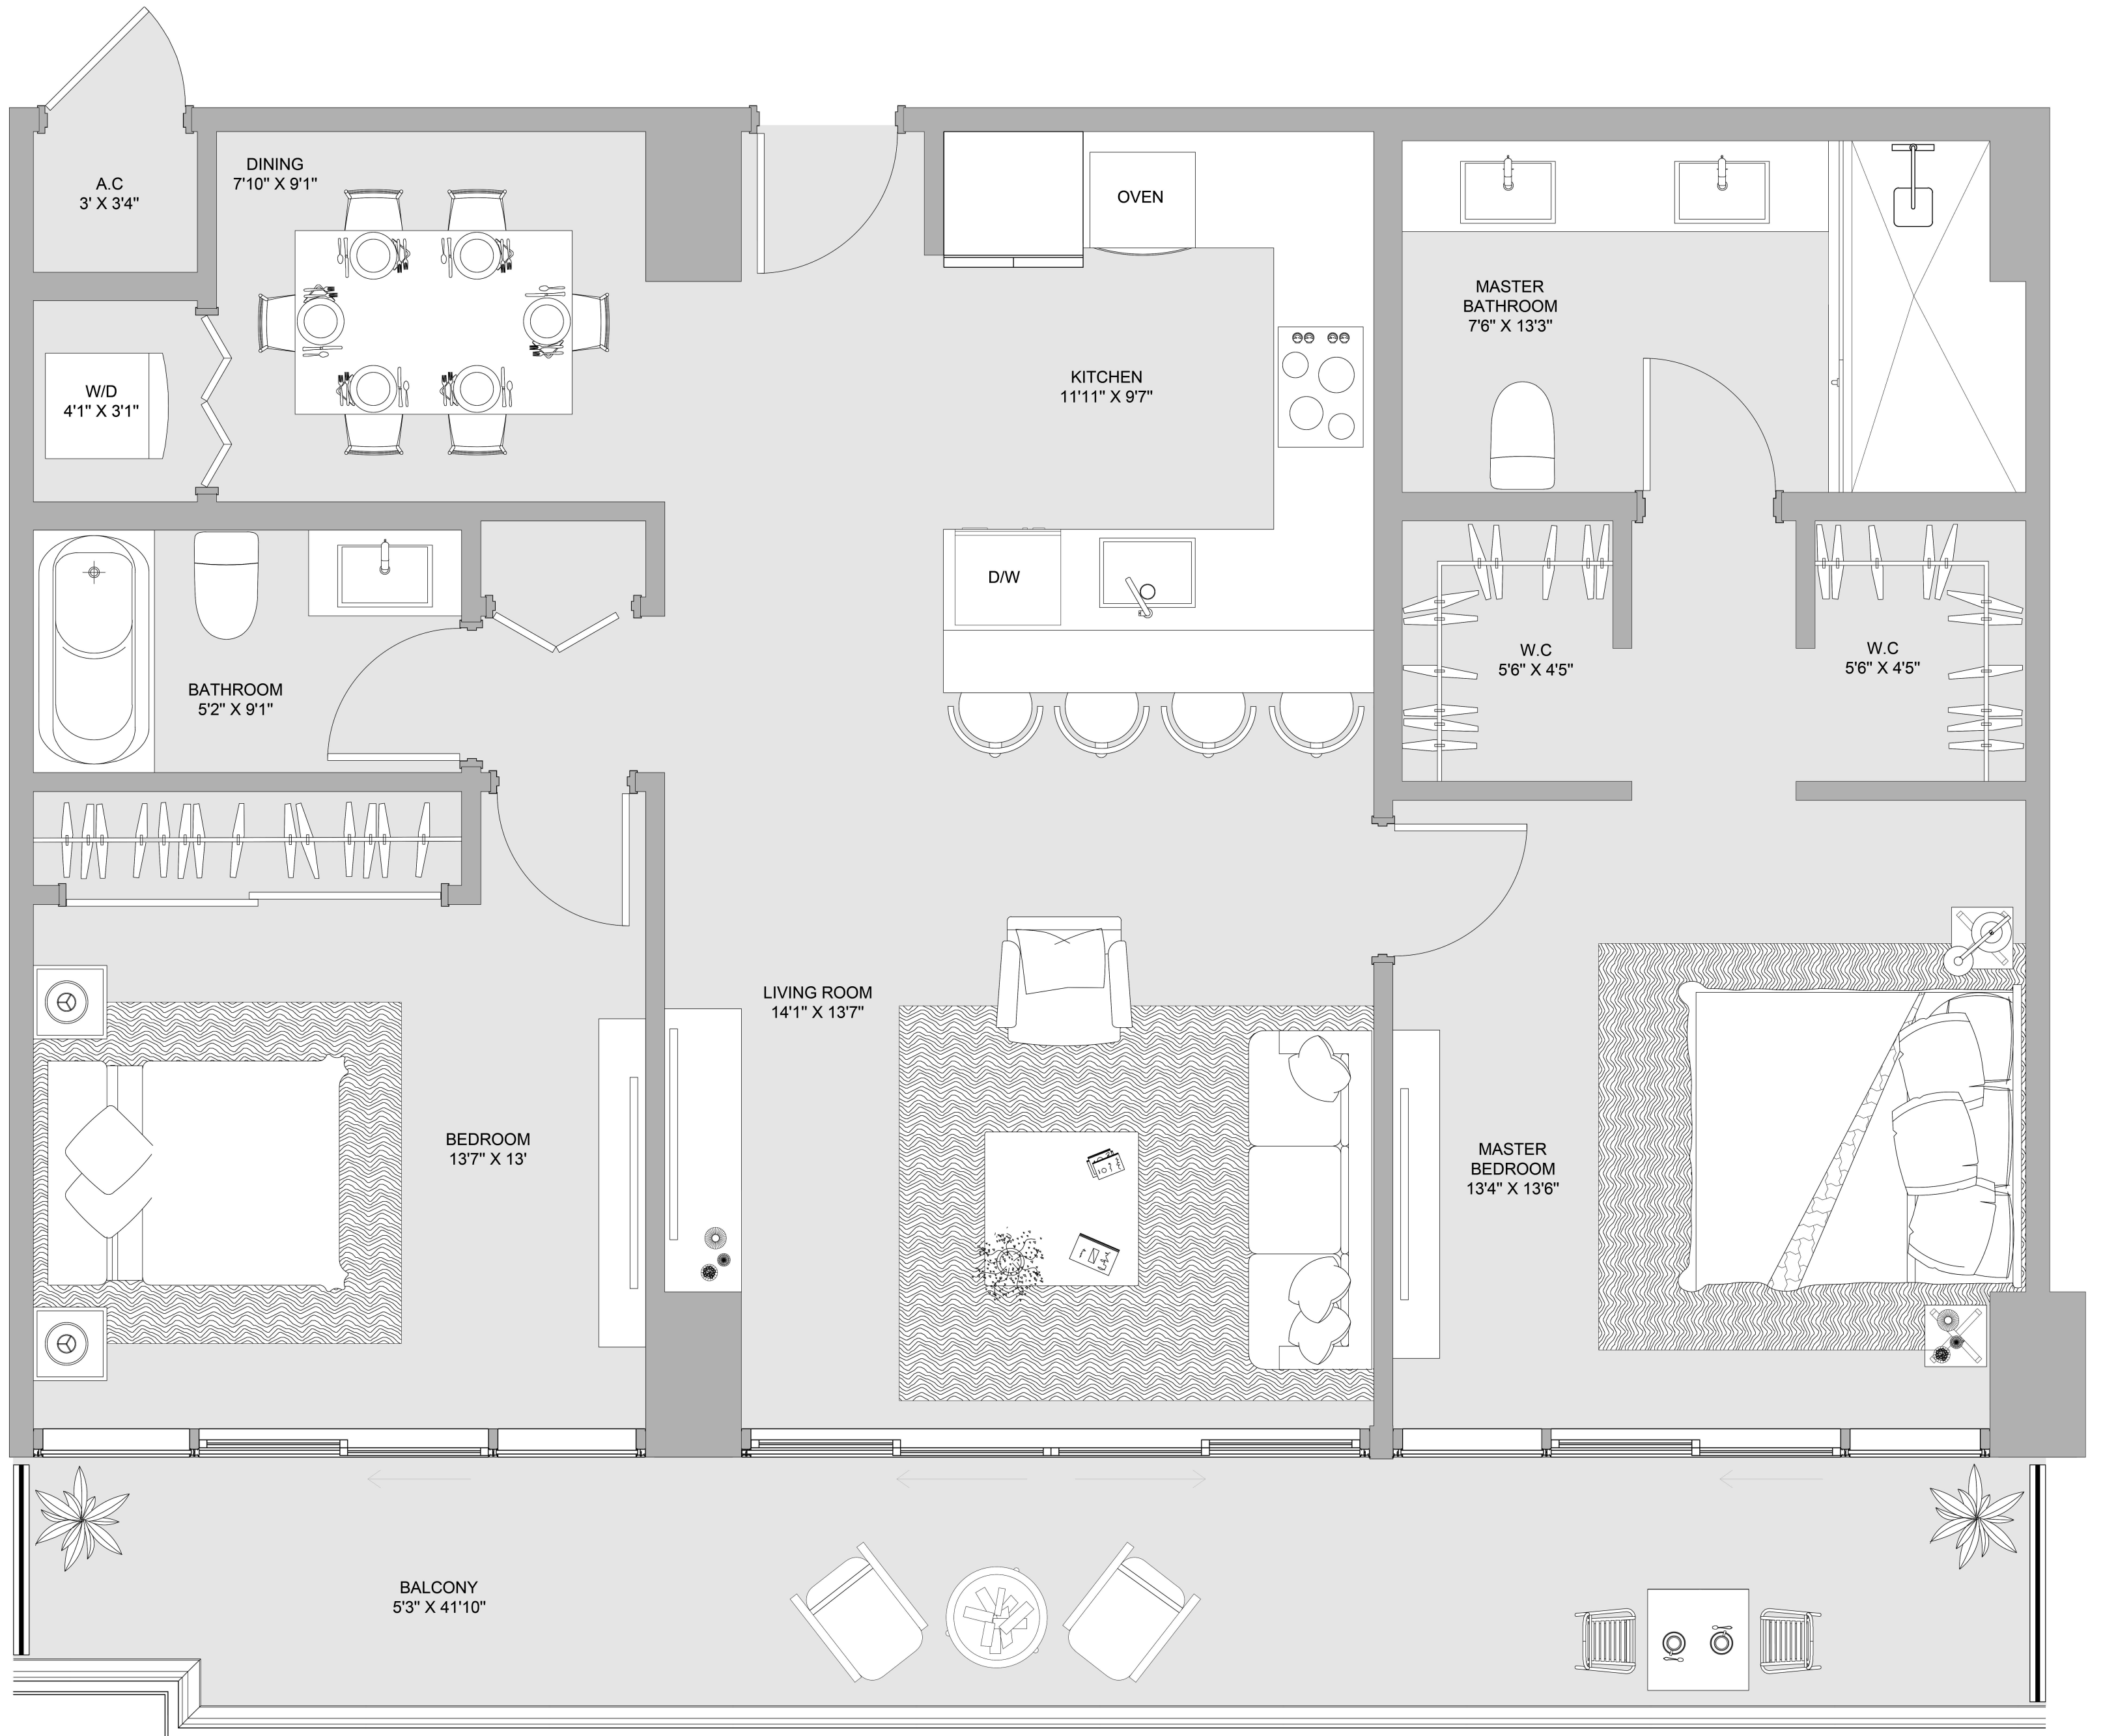 DINING
7'10" X 9'1"
A.C
3' X 3'4"
OVEN
MASTER
BATHROOM
7'6" X 13'3"
KITCHEN
11'11" X 9'7"
W/D
4'1" X 3'1"
D/W
W.C
5'6" X 4'5"
W.C
5'6" X 4'5"
BATHROOM
5'2" X 9'1"
LIVING ROOM
14'1" X 13'7"
BEDROOM
13'7" X 13'
MASTER
BEDROOM
13'4" X 13'6"
BALCONY
5'3" X 41'10"